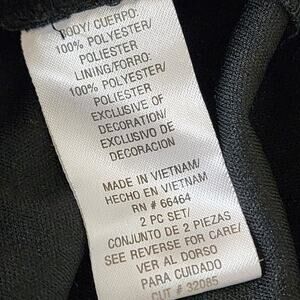 BODY/ CUERPO:
100% POLYESTER/
POLIESTER
LINING/FORRO:
100% POLYESTER/
POLIESTER
EXCLUSIVE OF
DECORATION/
EXCLUSIVO DE
DECORACION
MADE IN VIETNAM/
HECHO EN VIETNAM
RN # 66464
2 PC SET/
CONJUNTO DE 2 PIEZAS
SEE REVERSE FOR CARE/
VER AL DORSO
PARA CUIDADO
CUT # 32085